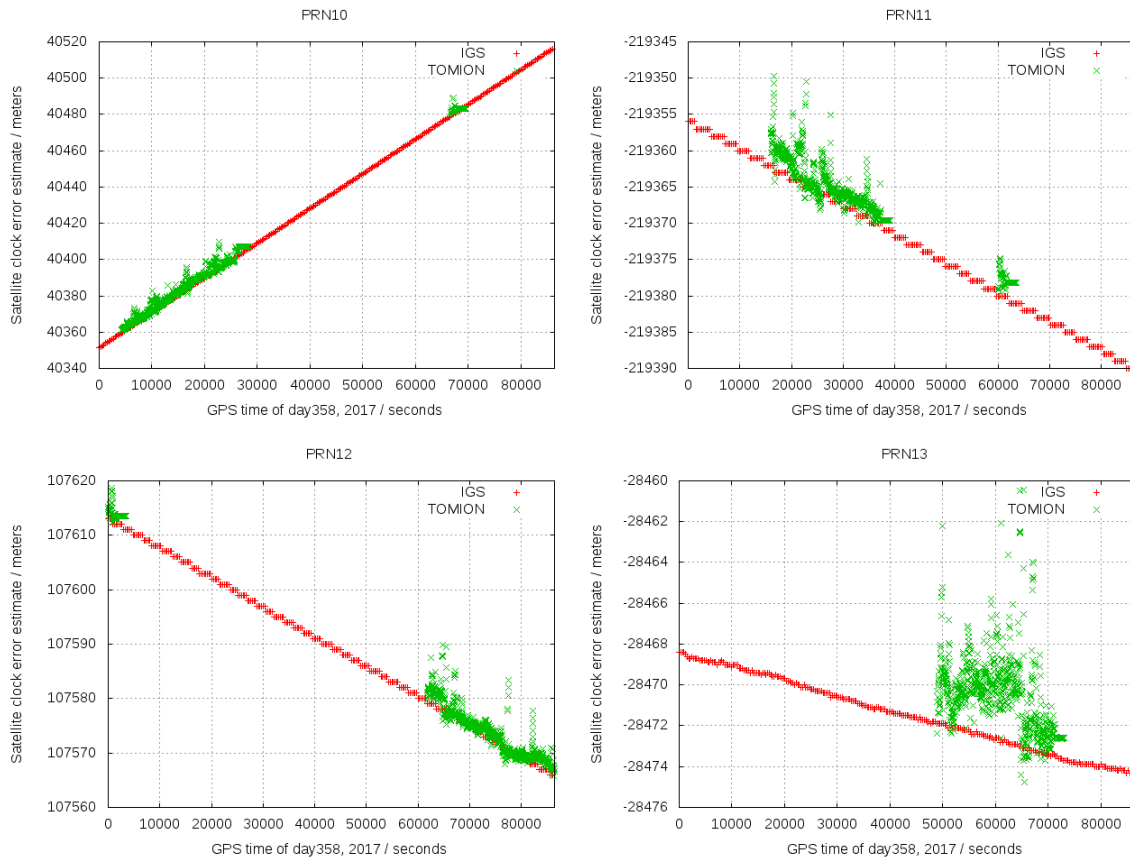 PRN10
Satellite clock error estimate / meters
40520
40500
40480
40460
40440
40420
40400
40380
40360
40340
IGS
TOMION
0 10000 20000 30000 40000 50000 60000 70000 80000
GPS time of day358, 2017 / seconds
PRN11
Satellite clock error estimate / meters
-219345
-219350
-219355
-219360
-219365
-219370
-219375
-219380
-219385
-219390
IGS
TOMION
0 10000 20000 30000 40000 50000 60000 70000 80000
GPS time of day358, 2017 / seconds
PRN12
Satellite clock error estimate / meters
107620
107610
107600
107590
107580
107570
107560
IGS
TOMION
0 10000 20000 30000 40000 50000 60000 70000 80000
GPS time of day358, 2017 / seconds
PRN13
Satellite clock error estimate / meters
-28460
-28462
-28464
-28466
-28468
-28470
-28472
-28474
-28476
IGS
TOMION
0 10000 20000 30000 40000 50000 60000 70000 80000
GPS time of day358, 2017 / seconds